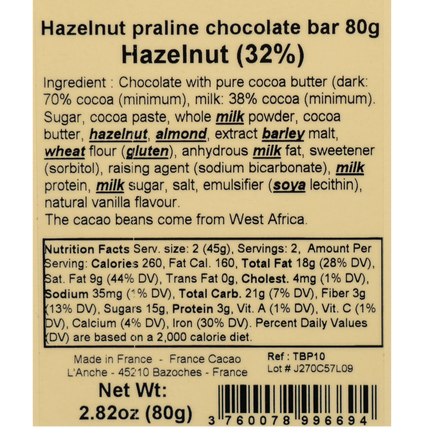 Hazelnut praline chocolate bar 80g
Hazelnut (32%)
Ingredient : Chocolate with pure cocoa butter (dark:
70% cocoa (minimum), milk: 38% cocoa (minimum).
Sugar, cocoa paste, whole milk powder, cocoa
butter, hazelnut, almond, extract barley malt,
wheat flour (gluten), anhydrous milk fat, sweetener
(sorbitol), raising agent (sodium bicarbonate), milk
protein, milk sugar, salt, emulsifier (soya lecithin),
natural vanilla flavour.
The cacao beans come from West Africa.
Nutrition Facts Serv. size: 2 (45g), Servings: 2, Amount Per
Serving: Calories 260, Fat Cal. 160, Total Fat 18g (28% DV),
Sat. Fat 9g (44% DV), Trans Fat 0g, Cholest. 4mg (1% DV),
Sodium 35mg (1% DV), Total Carb. 21g (7% DV), Fiber 3g
(13% DV), Sugars 15g, Protein 3g, Vit. A (1% DV), Vit. C (1%
DV), Calcium (4% DV), Iron (30% DV). Percent Daily Values
(DV) are based on a 2,000 calorie diet.
Made in France - France Cacao
L'Anche - 45210 Bazoches - France
Ref : TBP10
Lot # J270C57L09
Net Wt:
2.82oz (80g)
3 760078 996694